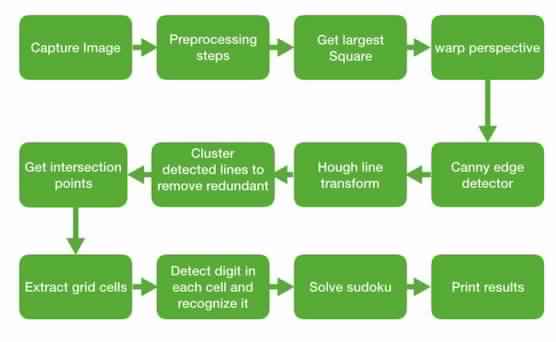 Capture Image
Preprocessing
steps
Get largest
Square
warp perspective
Canny edge
detector
Hough line
transform
Cluster
detected lines to
remove redundant
Get intersection
points
Extract grid cells
Detect digit in
each cell and
recognize it
Solve sudoku
Print results